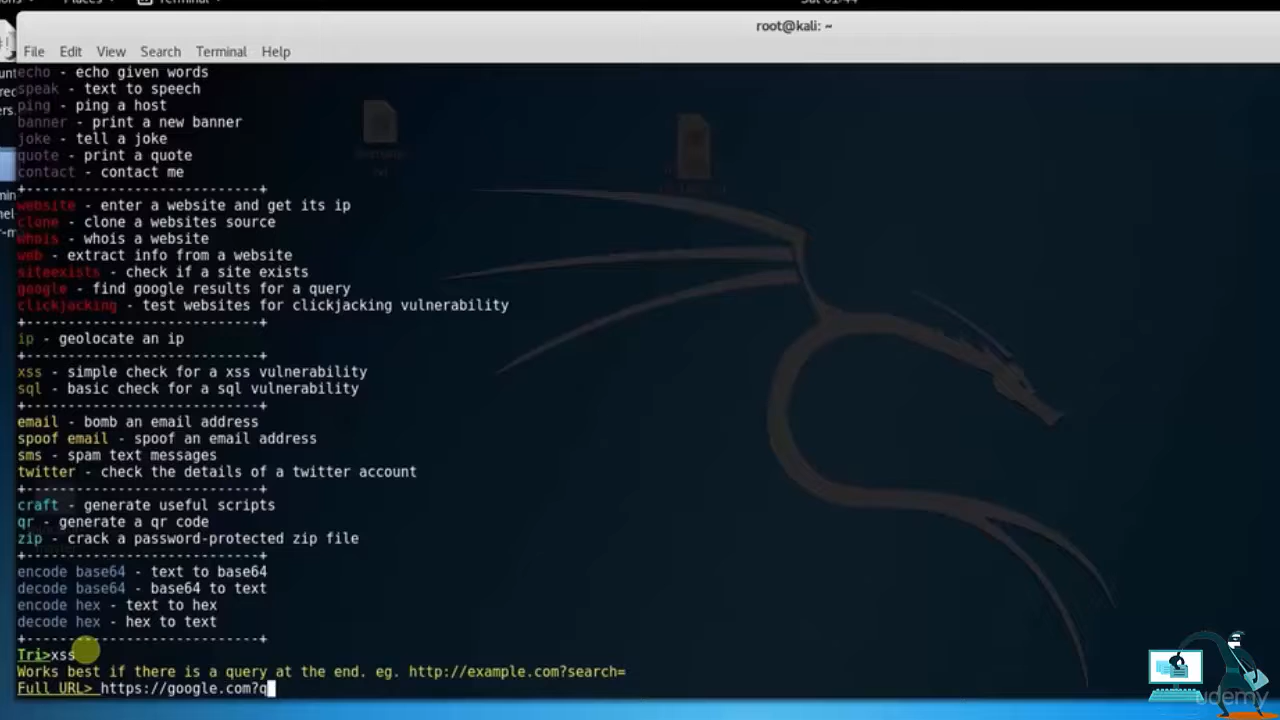 Terminal
Sat 01:44
root@kali: ~
File Edit View Search Terminal Help
echo - echo given words
speak - text to speech
ping - ping a host
banner - print a new banner
joke - tell a joke
quote - print a quote
contact - contact me
+--------------------------+
website - enter a website and get its ip
clone - clone a websites source
whois - whois a website
web - extract info from a website
siteexists - check if a site exists
google - find google results for a query
clickjacking - test websites for clickjacking vulnerability
+--------------------------+
ip - geolocate an ip
+--------------------------+
xss - simple check for a xss vulnerability
sql - basic check for a sql vulnerability
+--------------------------+
email - bomb an email address
spoof email - spoof an email address
sms - spam text messages
twitter - check the details of a twitter account
+--------------------------+
craft - generate useful scripts
qr - generate a qr code
zip - crack a password-protected zip file
+--------------------------+
encode base64 - text to base64
decode base64 - base64 to text
encode hex - text to hex
decode hex - hex to text
+--------------------------+
Tri>xss
Works best if there is a query at the end. eg. http://example.com?search=
Full URL> https://google.com?q
udemy